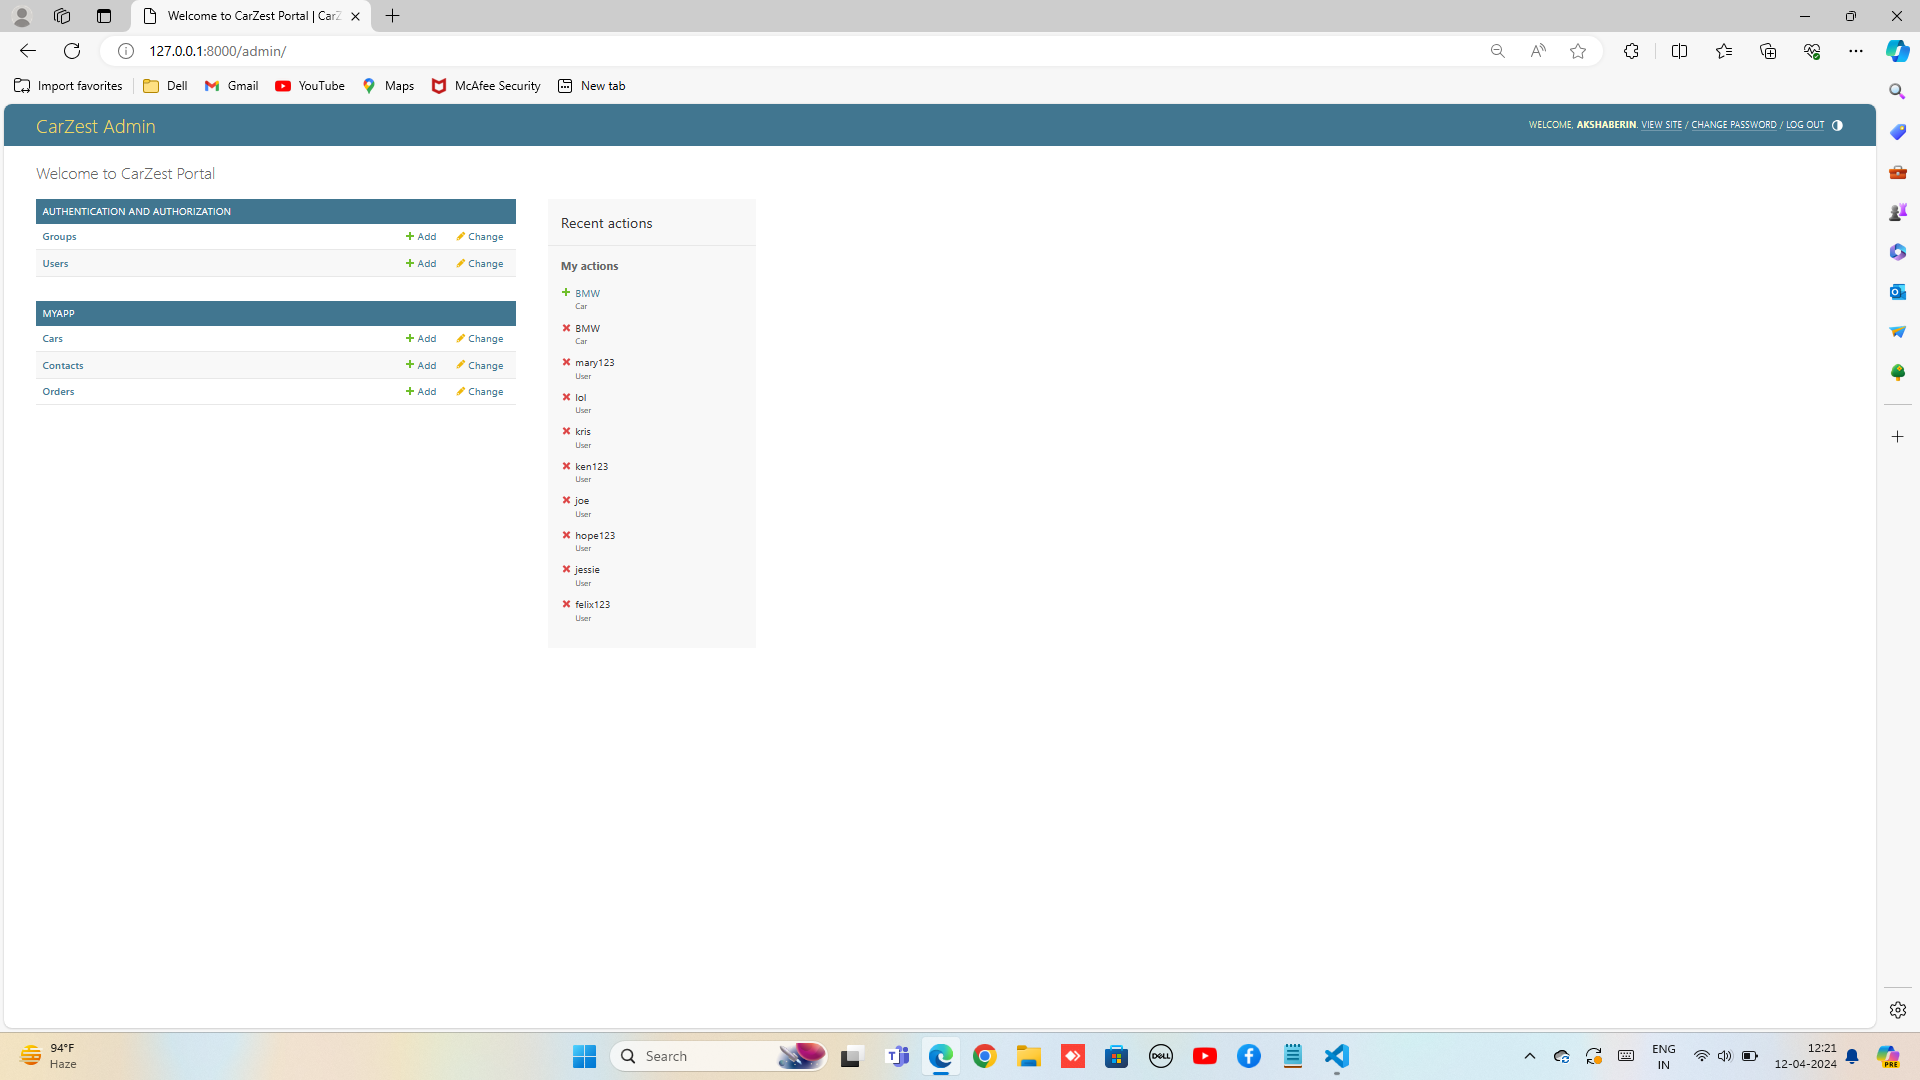 Welcome to CarZest Portal | CarZ
127.0.0.1:8000/admin/
Import favorites Dell Gmail YouTube Maps McAfee Security New tab
CarZest Admin
WELCOME, AKSHABERIN. VIEW SITE / CHANGE PASSWORD / LOG OUT
Welcome to CarZest Portal
AUTHENTICATION AND AUTHORIZATION
Groups Add Change
Users Add Change
MYAPP
Cars Add Change
Contacts Add Change
Orders Add Change
Recent actions
My actions
BMW
Car
BMW
Car
mary123
User
lol
User
kris
User
ken123
User
joe
User
hope123
User
jessie
User
felix123
User
94°F
Haze
Search
DELL
ENG
IN
12:21
12-04-2024
PRE